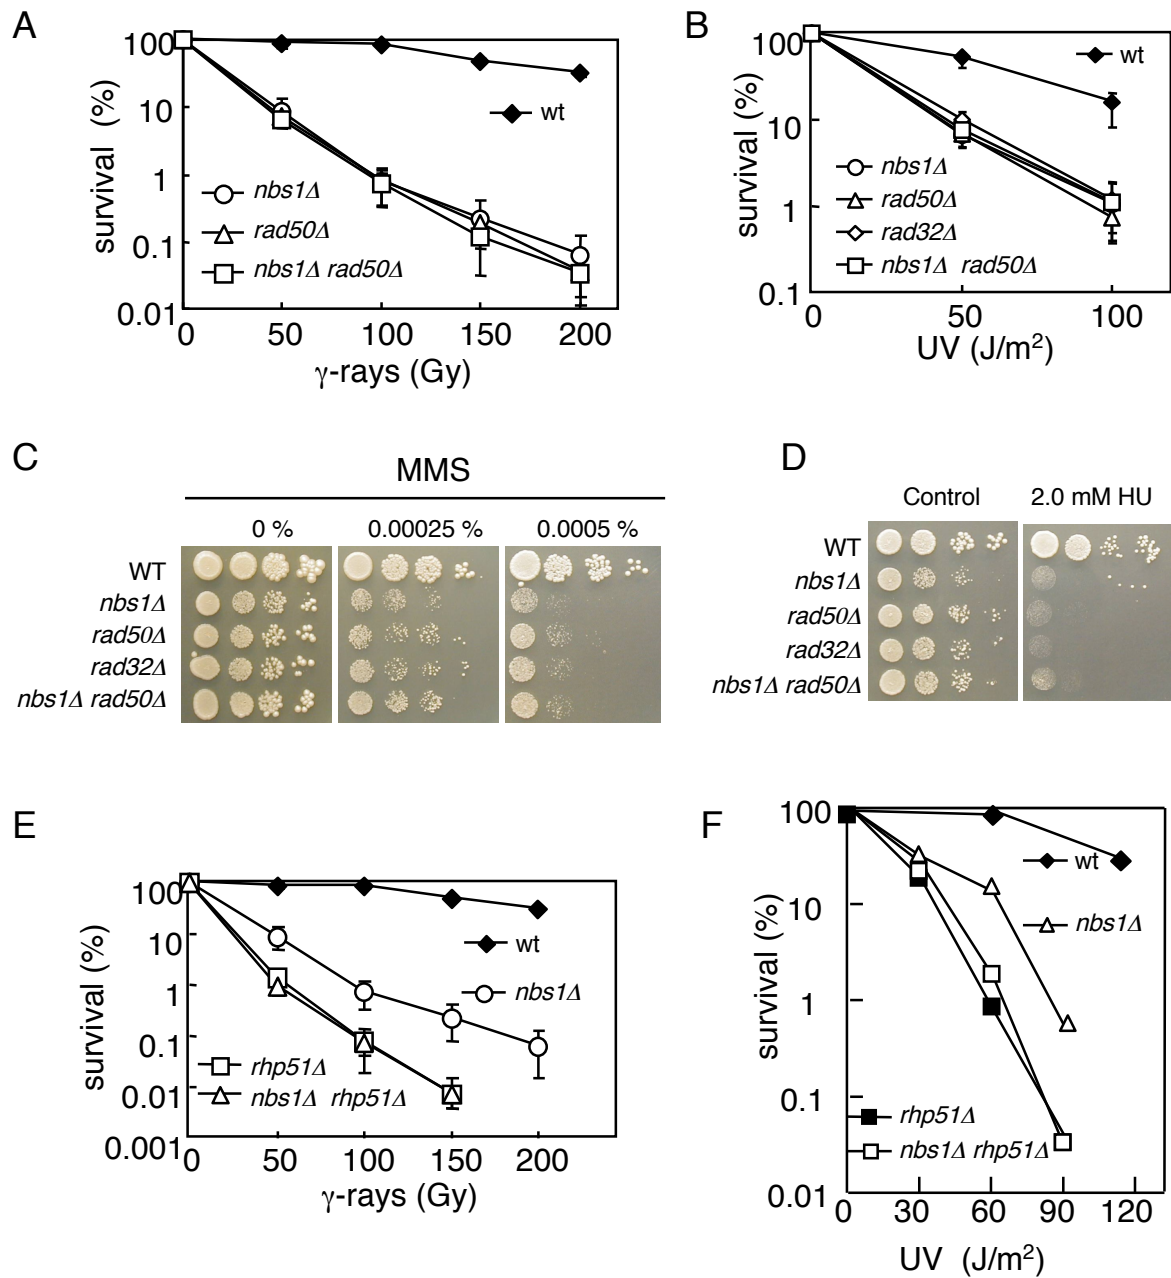 A
100
10
1
0.1
0.01
survival (%)
wt
nbs1Δ
rad50Δ
nbs1Δ rad50Δ
0 50 100 150 200
γ-rays (Gy)
B
100
10
1
0.1
survival (%)
wt
nbs1Δ
rad50Δ
rad32Δ
nbs1Δ rad50Δ
0 50 100
UV (J/m²)
C
MMS
0 % 0.00025 % 0.0005 %
WT
nbs1Δ
rad50Δ
rad32Δ
nbs1Δ rad50Δ
D
Control 2.0 mM HU
WT
nbs1Δ
rad50Δ
rad32Δ
nbs1Δ rad50Δ
E
100
10
1
0.1
0.01
0.001
survival (%)
wt
nbs1Δ
rhp51Δ
nbs1Δ rhp51Δ
0 50 100 150 200
γ-rays (Gy)
F
100
10
1
0.1
0.01
survival (%)
wt
nbs1Δ
rhp51Δ
nbs1Δ rhp51Δ
0 30 60 90 120
UV (J/m²)